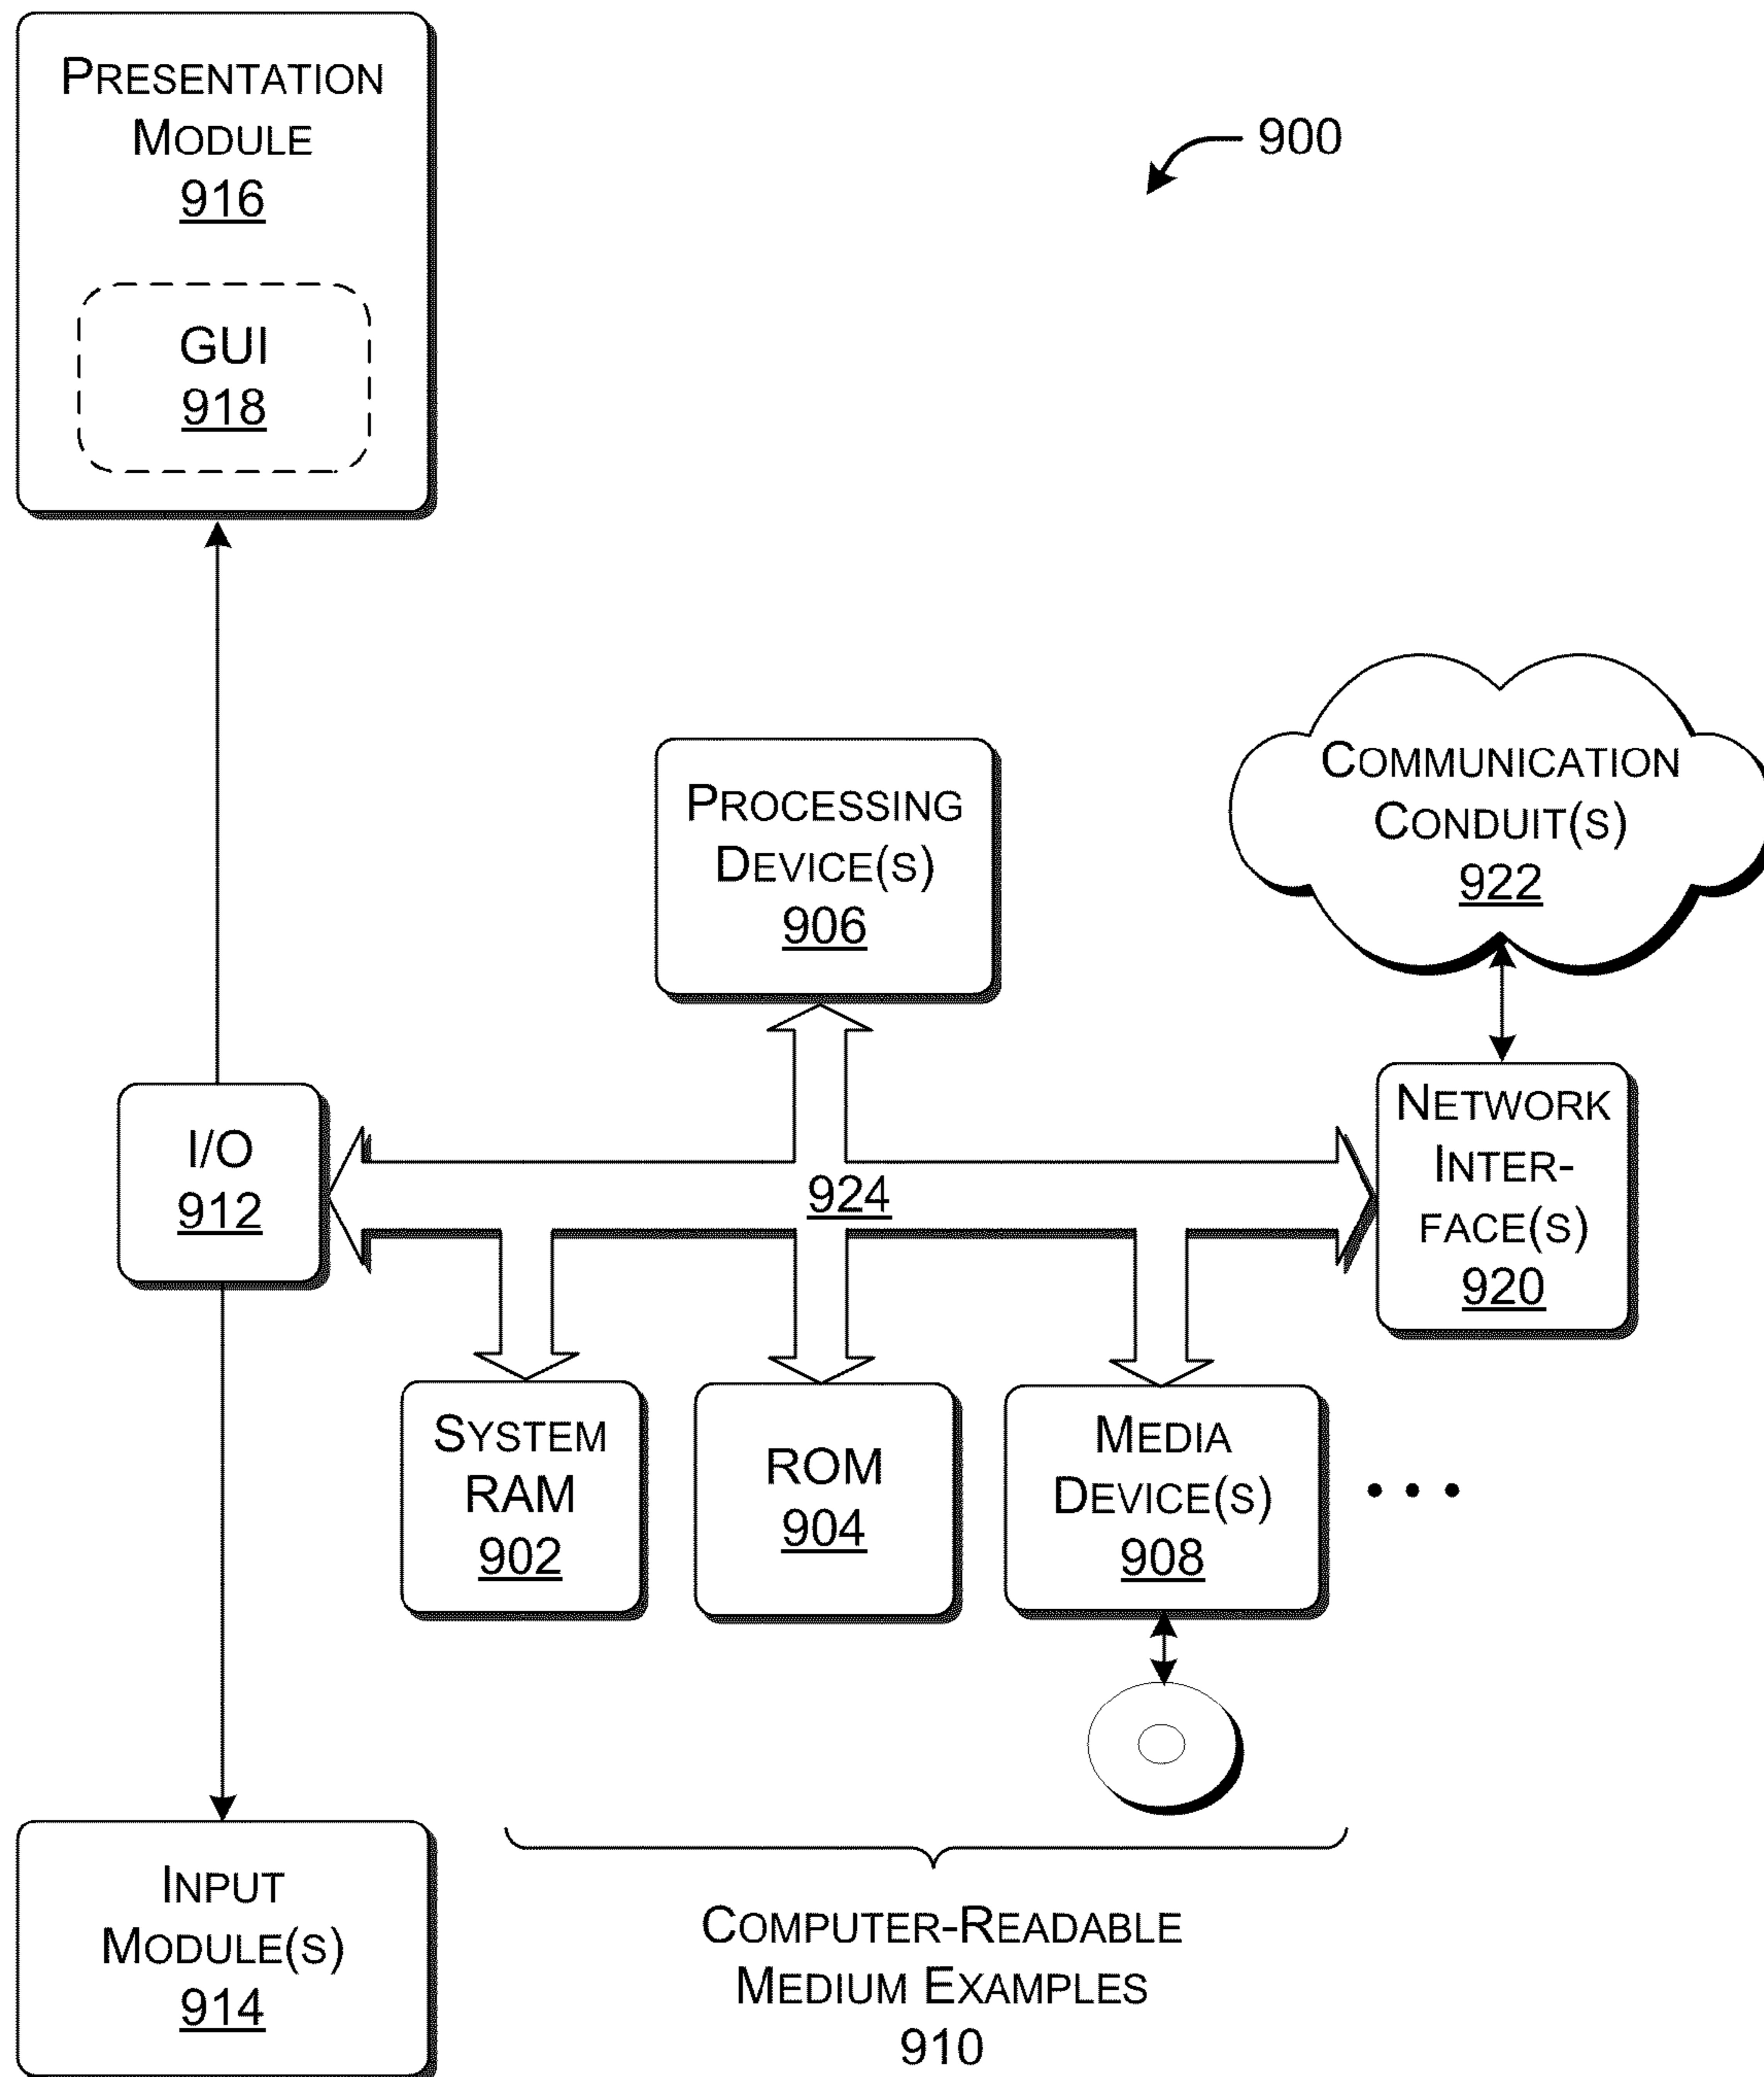 PRESENTATION
MODULE
916
GUI
918
900
COMMUNICATION
CONDUIT(S)
922
PROCESSING
DEVICE(S)
906
NETWORK
INTER-
FACE(S)
920
I/O
912
924
SYSTEM
RAM
902
ROM
904
MEDIA
DEVICE(S)
908
• • •
INPUT
MODULE(S)
914
COMPUTER-READABLE
MEDIUM EXAMPLES
910